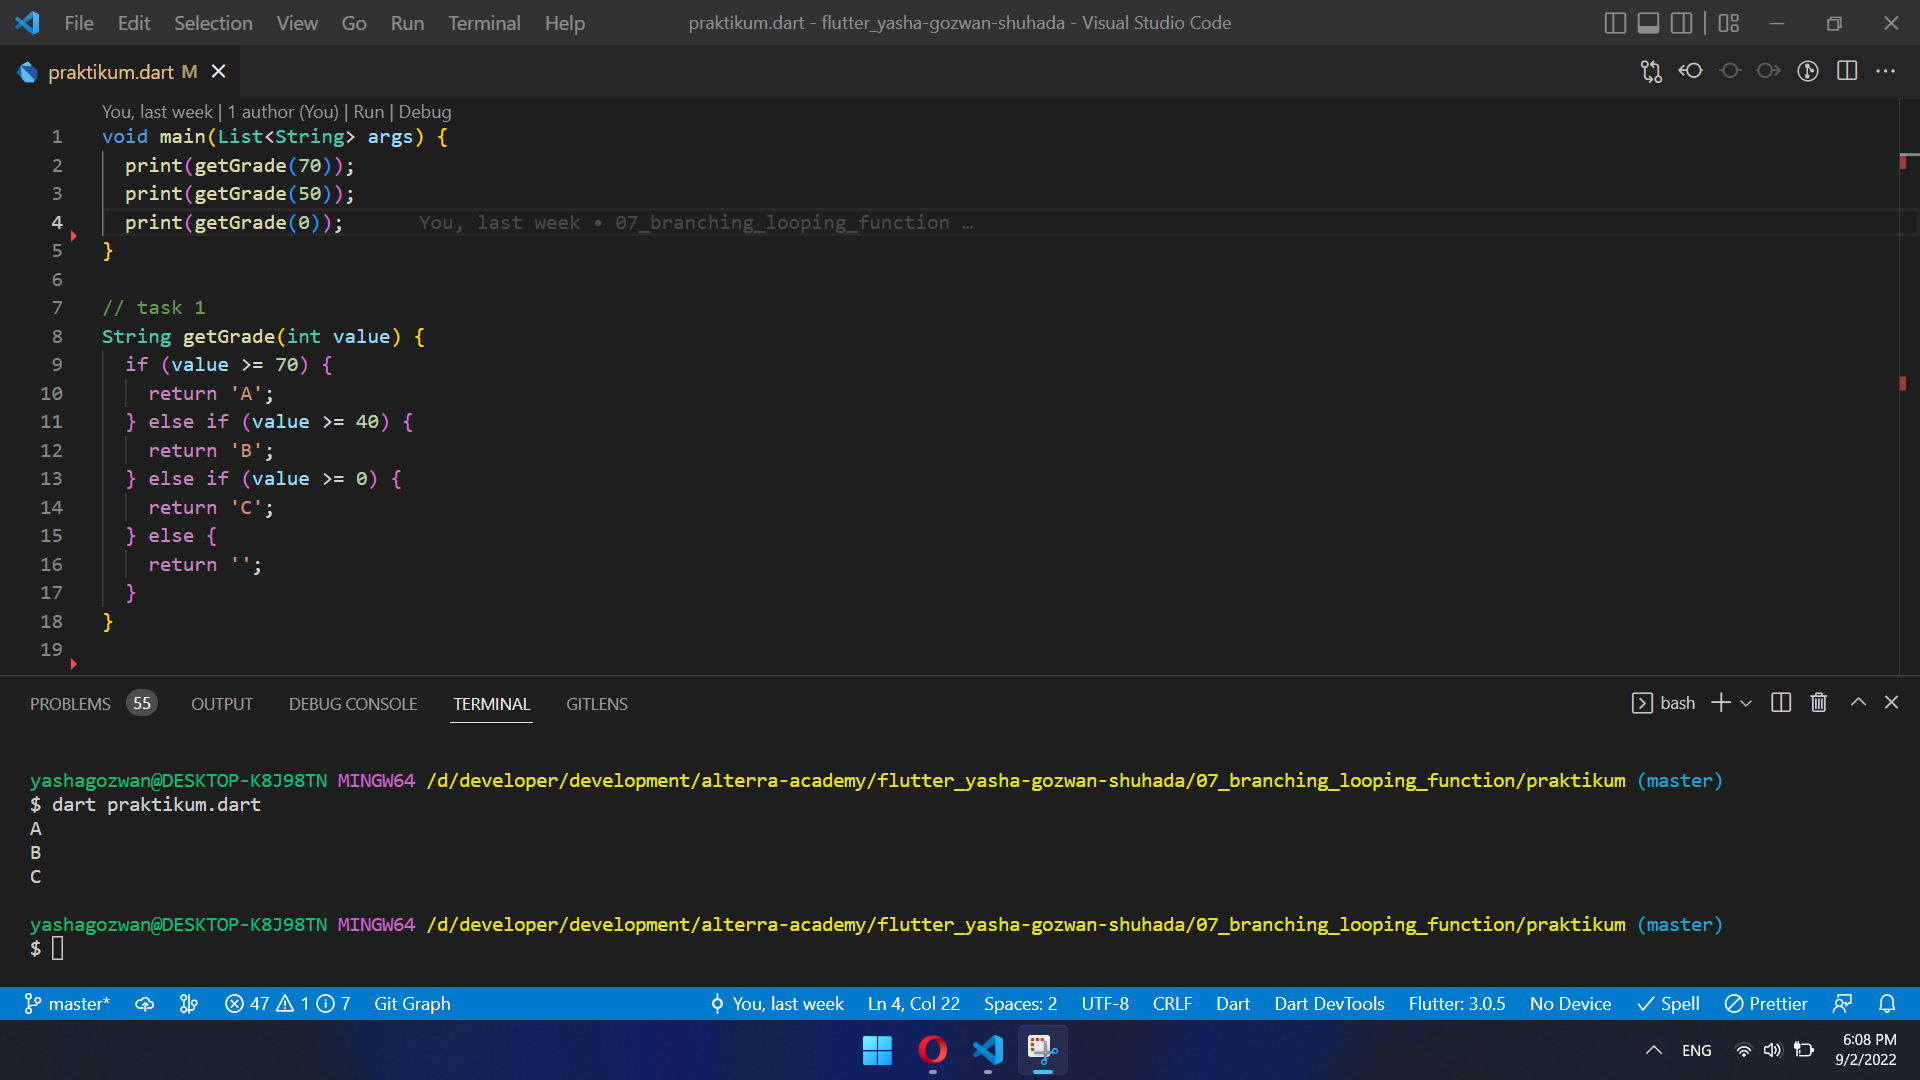 File Edit Selection View Go Run Terminal Help praktikum.dart - flutter_yasha-gozwan-shuhada - Visual Studio Code
praktikum.dart M
You, last week | 1 author (You) | Run | Debug
1 void main(List<String> args) {
2 print(getGrade(70));
3 print(getGrade(50));
4 print(getGrade(0)); You, last week • 07_branching_looping_function …
5 }
6
7 // task 1
8 String getGrade(int value) {
9 if (value >= 70) {
10 return 'A';
11 } else if (value >= 40) {
12 return 'B';
13 } else if (value >= 0) {
14 return 'C';
15 } else {
16 return '';
17 }
18 }
19
PROBLEMS 55 OUTPUT DEBUG CONSOLE TERMINAL GITLENS bash
yashagozwan@DESKTOP-K8J98TN MINGW64 /d/developer/development/alterra-academy/flutter_yasha-gozwan-shuhada/07_branching_looping_function/praktikum (master)
$ dart praktikum.dart
A
B
C
yashagozwan@DESKTOP-K8J98TN MINGW64 /d/developer/development/alterra-academy/flutter_yasha-gozwan-shuhada/07_branching_looping_function/praktikum (master)
$
master* 47 1 7 Git Graph You, last week Ln 4, Col 22 Spaces: 2 UTF-8 CRLF Dart Dart DevTools Flutter: 3.0.5 No Device Spell Prettier
ENG 6:08 PM
9/2/2022